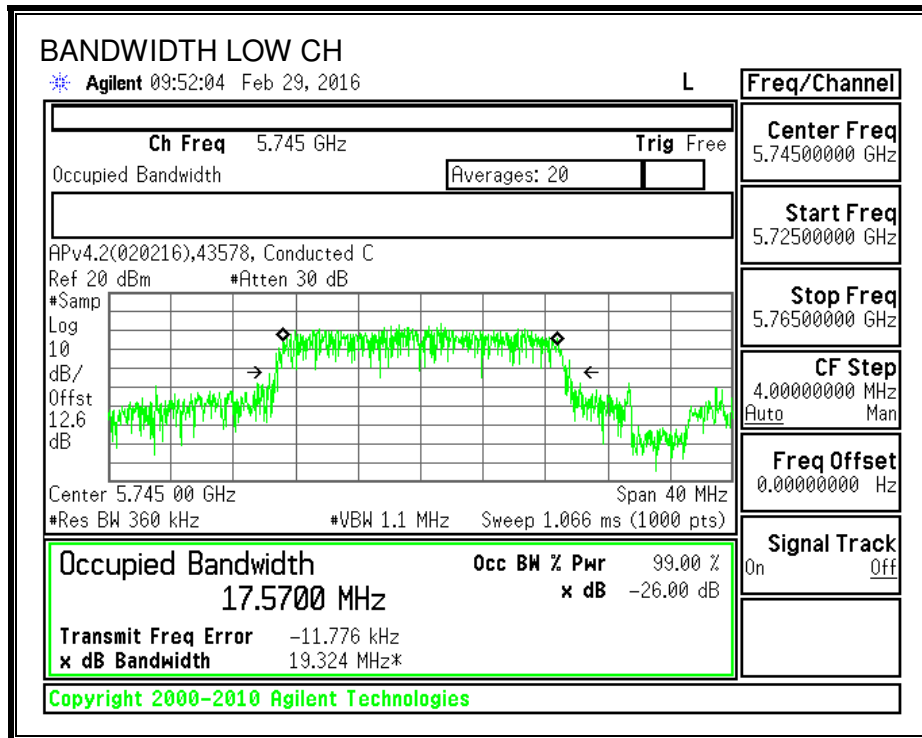 BANDWIDTH LOW CH
Agilent 09:52:04 Feb 29, 2016 L
Ch Freq 5.745 GHz Trig Free
Occupied Bandwidth Averages: 20
APv4.2(020216),43578, Conducted C
Ref 20 dBm #Atten 30 dB
#Samp
Log
10
dB/
Offst
12.6
dB
Center 5.745 00 GHz Span 40 MHz
#Res BW 360 kHz #VBW 1.1 MHz Sweep 1.066 ms (1000 pts)
Occupied Bandwidth Occ BW % Pwr 99.00 %
17.5700 MHz x dB -26.00 dB
Transmit Freq Error -11.776 kHz
x dB Bandwidth 19.324 MHz*
Copyright 2000-2010 Agilent Technologies
Freq/Channel
Center Freq
5.74500000 GHz
Start Freq
5.72500000 GHz
Stop Freq
5.76500000 GHz
CF Step
4.00000000 MHz
Auto Man
Freq Offset
0.00000000 Hz
Signal Track
On Off